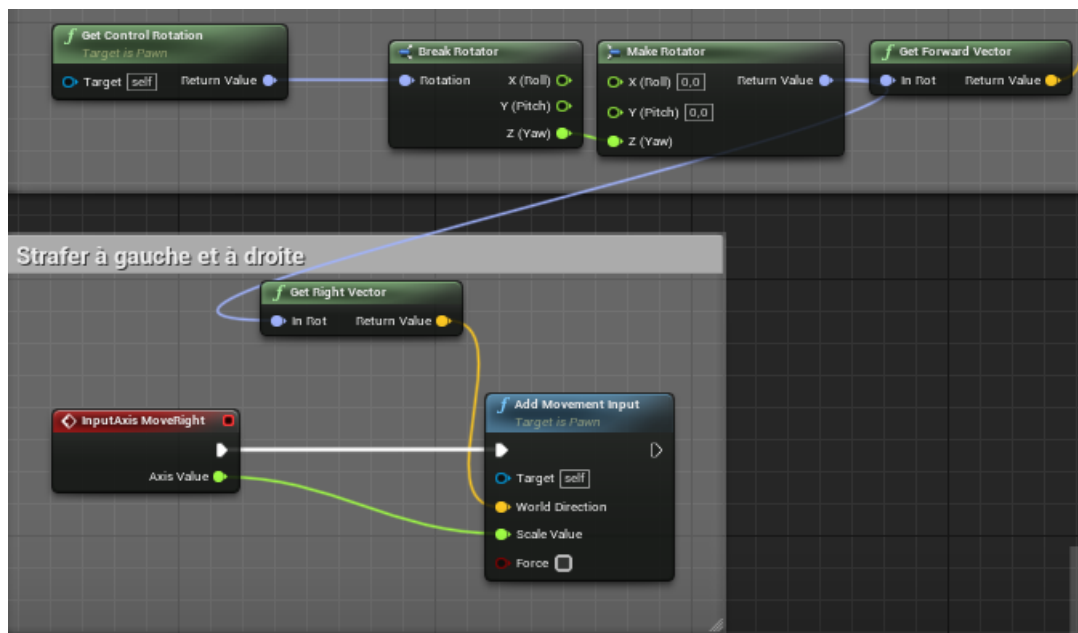 Get Control Rotation
Target is Pawn
Target self Return Value
Break Rotator
Rotation X (Roll)
Y (Pitch)
Z (Yaw)
Make Rotator
X (Roll) 0,0 Return Value
Y (Pitch) 0,0
Z (Yaw)
Get Forward Vector
In Rot Return Value
Strafer à gauche et à droite
Get Right Vector
In Rot Return Value
InputAxis MoveRight
Axis Value
Add Movement Input
Target is Pawn
Target self
World Direction
Scale Value
Force